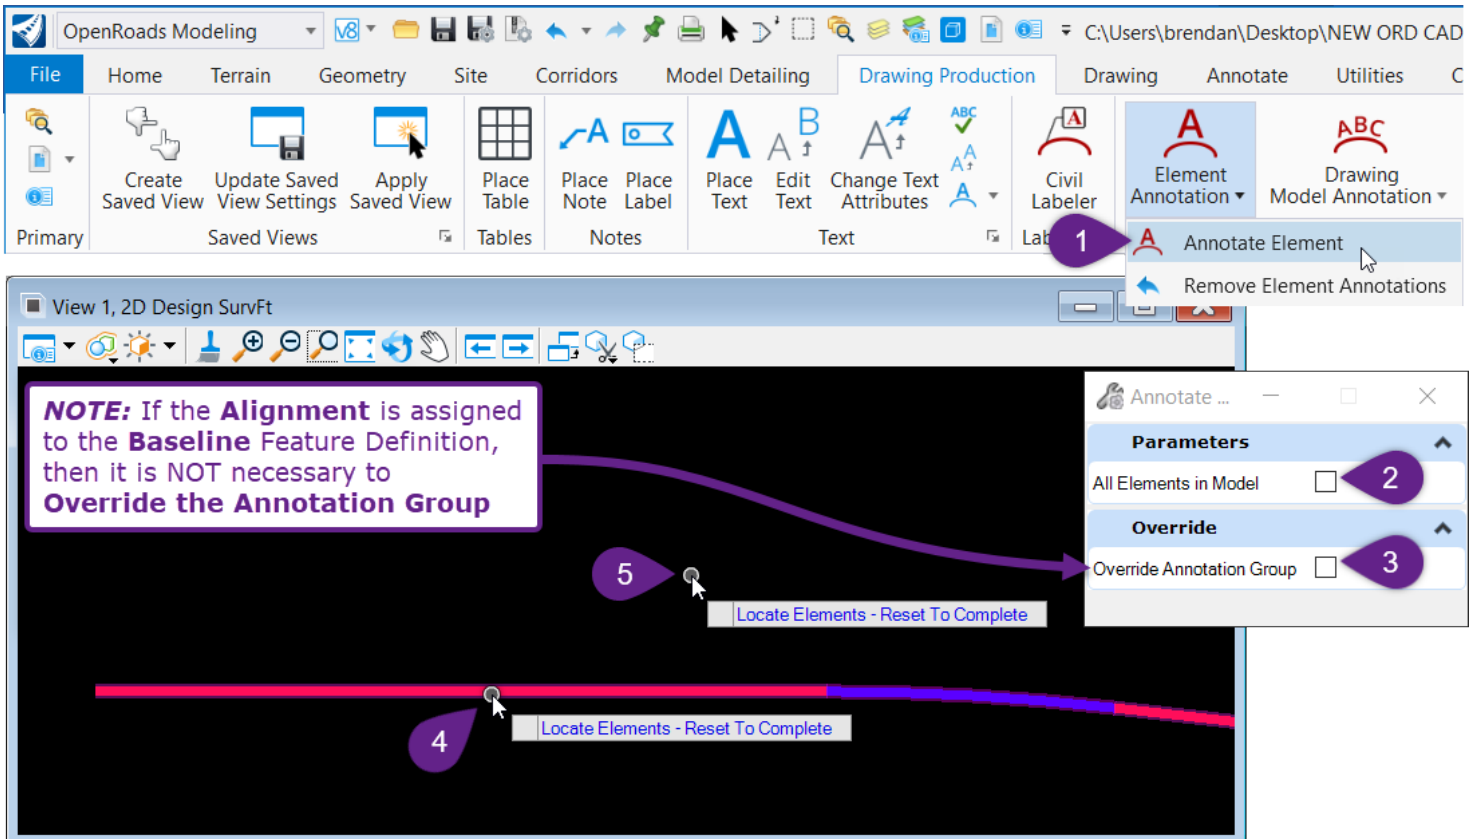 OpenRoads Modeling
V8
C:\Users\brendan\Desktop\NEW ORD CAD
File Home Terrain Geometry Site Corridors Model Detailing Drawing Production Drawing Annotate Utilities C
Create Saved View
Update Saved View Settings
Apply Saved View
Place Table
Place Note
Place Label
Place Text
Edit Text
Change Text Attributes
ABC
Civil Labeler
Element Annotation
ABC
Drawing Model Annotation
Primary Saved Views Tables Notes Text Lab
1
Annotate Element
Remove Element Annotations
View 1, 2D Design SurvFt
NOTE: If the Alignment is assigned
to the Baseline Feature Definition,
then it is NOT necessary to
Override the Annotation Group
Annotate ...
Parameters
All Elements in Model
2
Override
Override Annotation Group
3
5
Locate Elements - Reset To Complete
4
Locate Elements - Reset To Complete